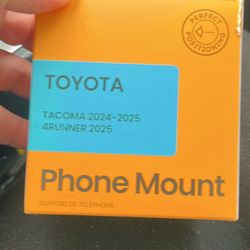 PERFECT
POSITIONING
TOYOTA
TACOMA 2024-2025
4RUNNER 2025
Phone Mount
SUPPORT DE TÉLÉPHONE